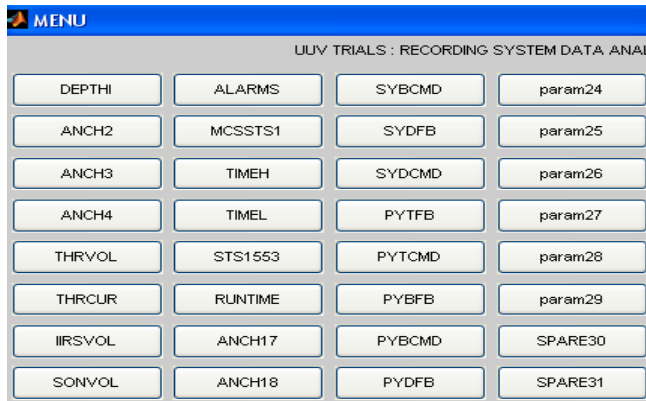 MENU
UUV TRIALS : RECORDING SYSTEM DATA ANAL
DEPTHI ALARMS SYBCMD param24
ANCH2 MCSSTS1 SYDFB param25
ANCH3 TIMEH SYDCMD param26
ANCH4 TIMEL PYTFB param27
THRVOL STS1553 PYTCMD param28
THRCUR RUNTIME PYBFB param29
IIRSVOL ANCH17 PYBCMD SPARE30
SONVOL ANCH18 PYDFB SPARE31